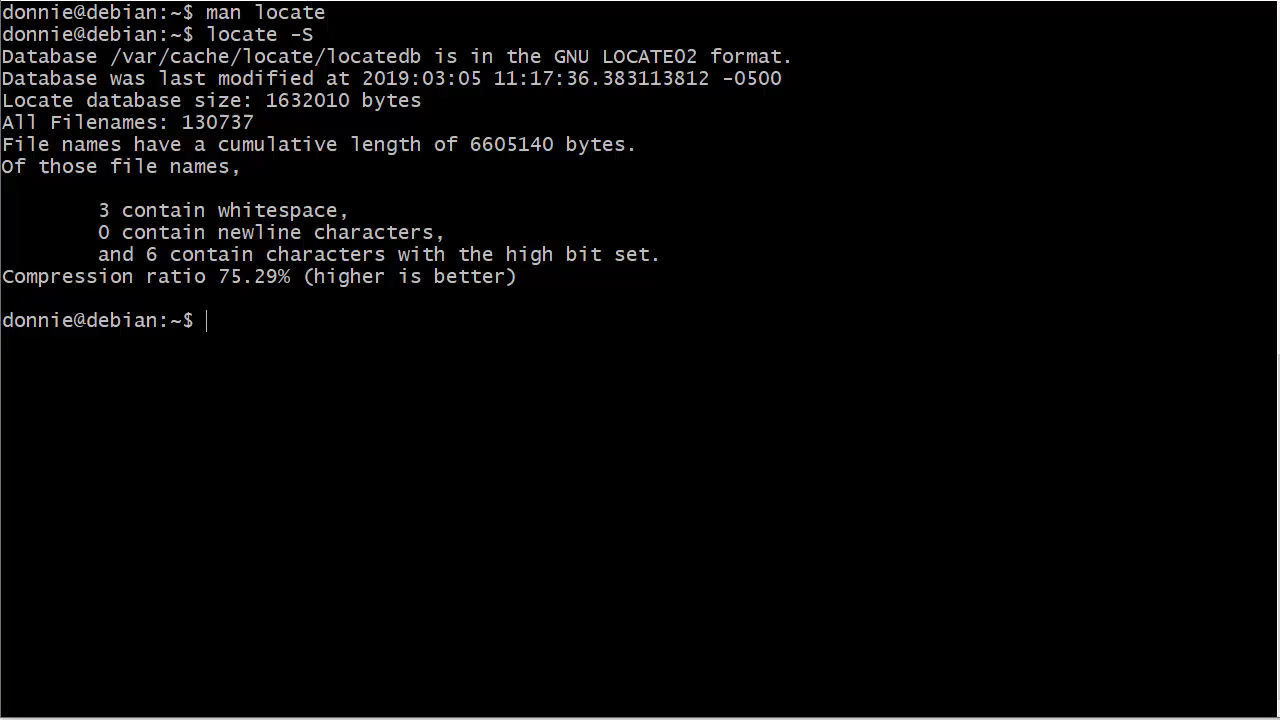 donnie@debian:~$ man locate
donnie@debian:~$ locate -S
Database /var/cache/locate/locatedb is in the GNU LOCATE02 format.
Database was last modified at 2019:03:05 11:17:36.383113812 -0500
Locate database size: 1632010 bytes
All Filenames: 130737
File names have a cumulative length of 6605140 bytes.
Of those file names,
3 contain whitespace,
0 contain newline characters,
and 6 contain characters with the high bit set.
Compression ratio 75.29% (higher is better)
donnie@debian:~$